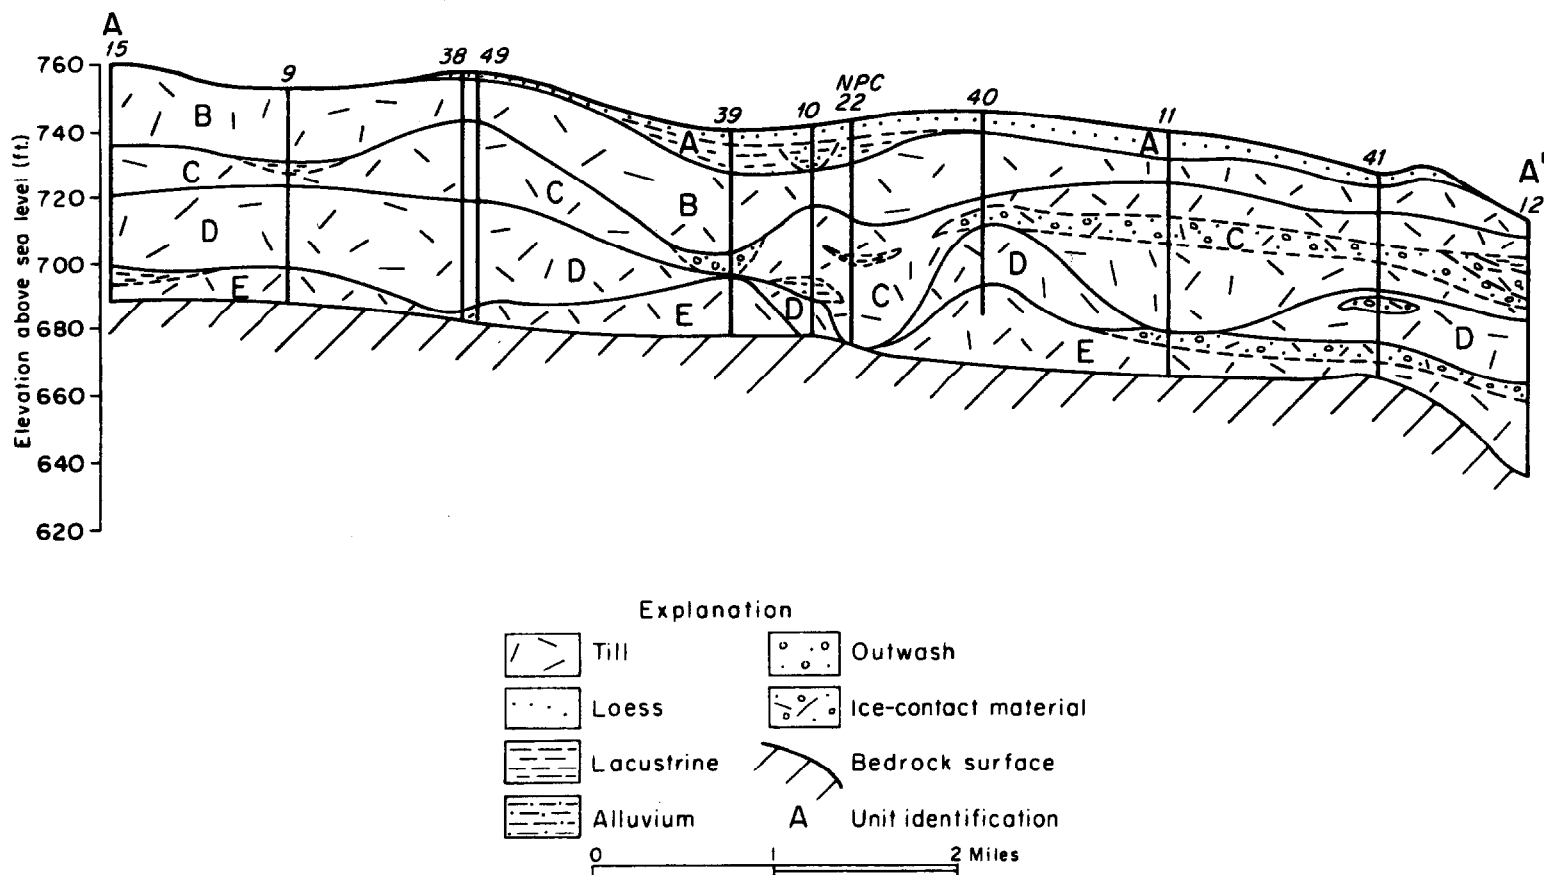 A
15
9
38 49
39
10
NPC
22
40
11
41
A'
12
760
740
720
700
680
660
640
620
Elevation above sea level (ft.)
B
C
D
E
C
D
A
B
E
D
C
D
E
A
C
D
Explanation
Till
Outwash
Loess
Ice-contact material
Lacustrine
Bedrock surface
Alluvium
A Unit identification
0 1 2 Miles